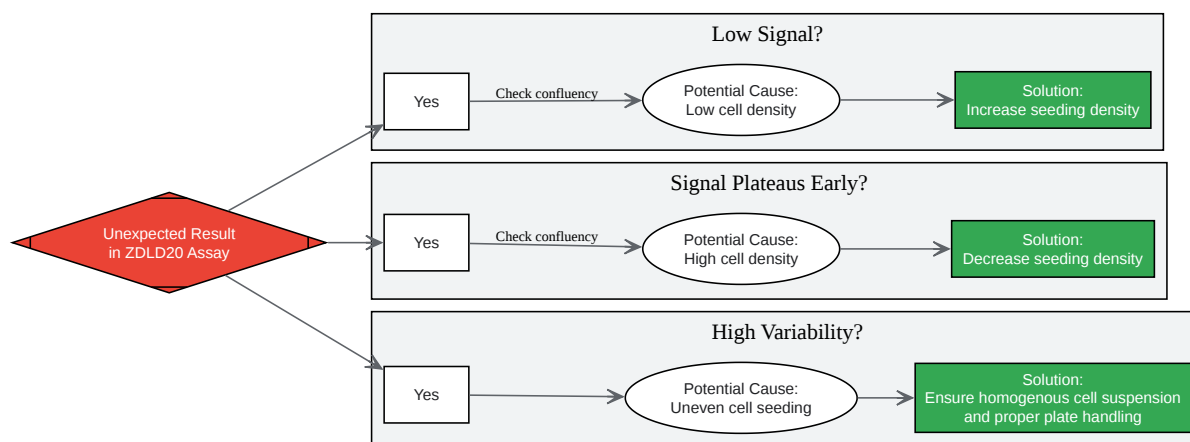 Low Signal?
Yes
Check confluency
Potential Cause:
Low cell density
Solution:
Increase seeding density
Unexpected Result
in ZDLD20 Assay
Signal Plateaus Early?
Yes
Check confluency
Potential Cause:
High cell density
Solution:
Decrease seeding density
High Variability?
Yes
Potential Cause:
Uneven cell seeding
Solution:
Ensure homogenous cell suspension
and proper plate handling